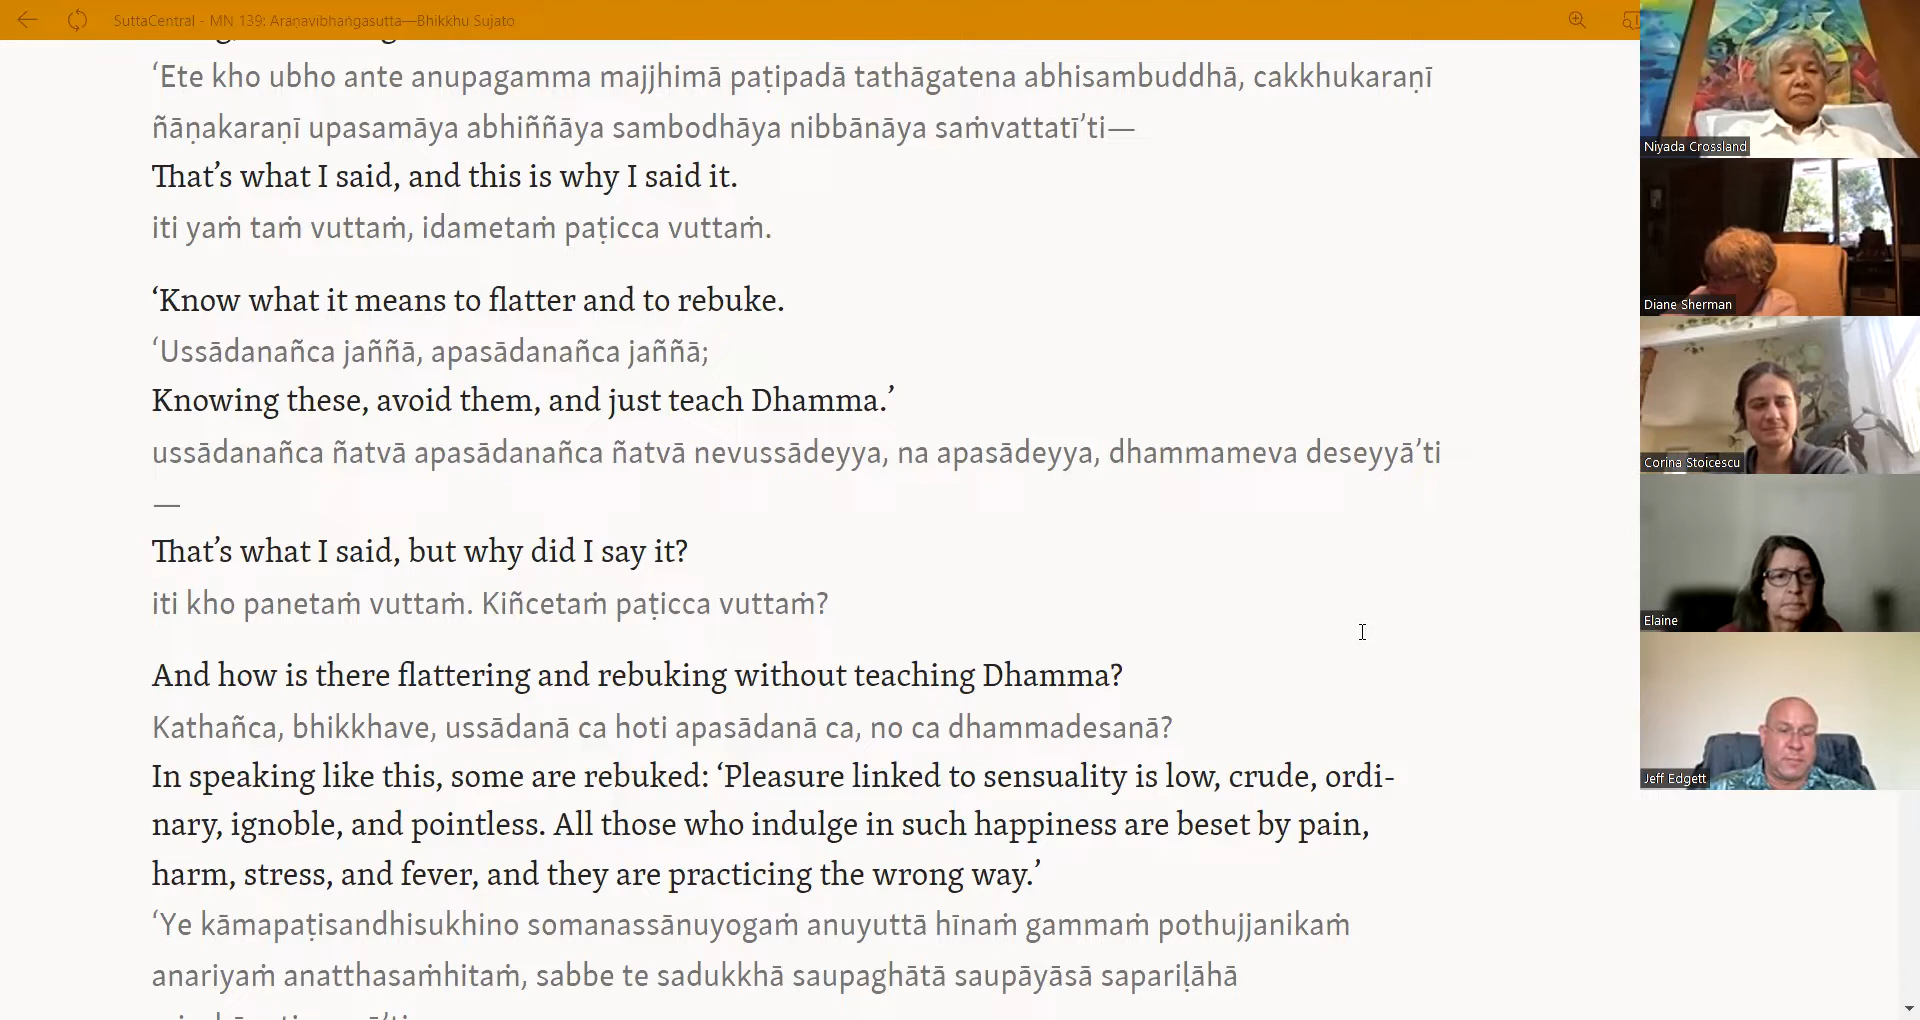 SuttaCentral - MN 139: Araṇavibhaṅgasutta—Bhikkhu Sujato
‘Ete kho ubho ante anupagamma majjhimā paṭipadā tathāgatena abhisambuddhā, cakkhukaraṇī
ñāṇakaraṇī upasamāya abhiññāya sambodhāya nibbānāya saṁvattatī’ti—
That’s what I said, and this is why I said it.
iti yaṁ taṁ vuttaṁ, idametaṁ paṭicca vuttaṁ.
‘Know what it means to flatter and to rebuke.
‘Ussādanañca jaññā, apasādanañca jaññā;
Knowing these, avoid them, and just teach Dhamma.’
ussādanañca ñatvā apasādanañca ñatvā nevussādeyya, na apasādeyya, dhammameva deseyyā’ti
—
That’s what I said, but why did I say it?
iti kho panetaṁ vuttaṁ. Kiñcetaṁ paṭicca vuttaṁ?
And how is there flattering and rebuking without teaching Dhamma?
Kathañca, bhikkhave, ussādanā ca hoti apasādanā ca, no ca dhammadesanā?
In speaking like this, some are rebuked: ‘Pleasure linked to sensuality is low, crude, ordi-
nary, ignoble, and pointless. All those who indulge in such happiness are beset by pain,
harm, stress, and fever, and they are practicing the wrong way.’
‘Ye kāmapaṭisandhisukhino somanassānuyogaṁ anuyuttā hīnaṁ gammaṁ pothujjanikaṁ
anariyaṁ anatthasaṁhitaṁ, sabbe te sadukkhā saupaghātā saupāyāsā sapariḷāhā
Niyada Crossland
Diane Sherman
Corina Stoicescu
Elaine
Jeff Edgett